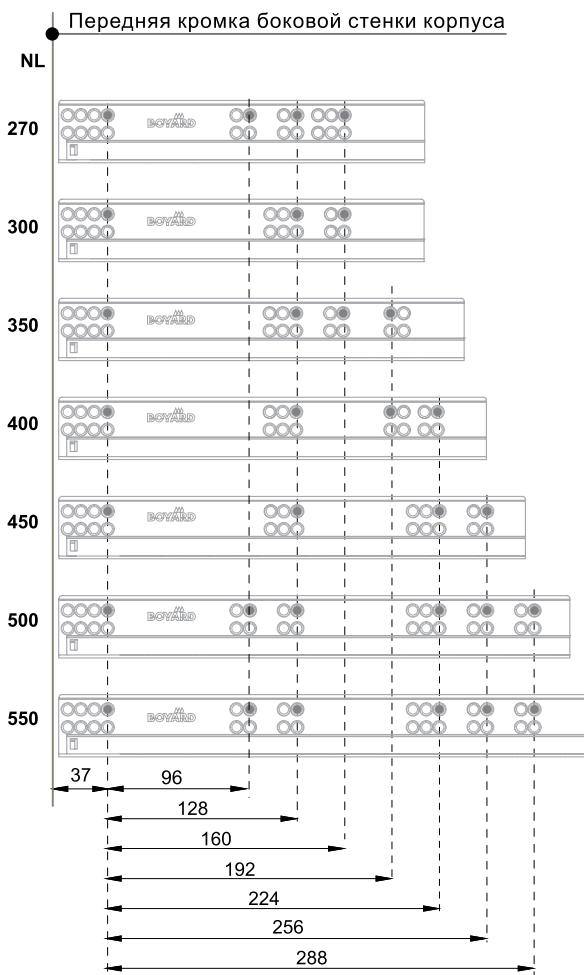 Передняя кромка боковой стенки корпуса
NL
270
BOYARD
300
BOYARD
350
BOYARD
400
BOYARD
450
BOYARD
500
BOYARD
550
BOYARD
37
96
128
160
192
224
256
288